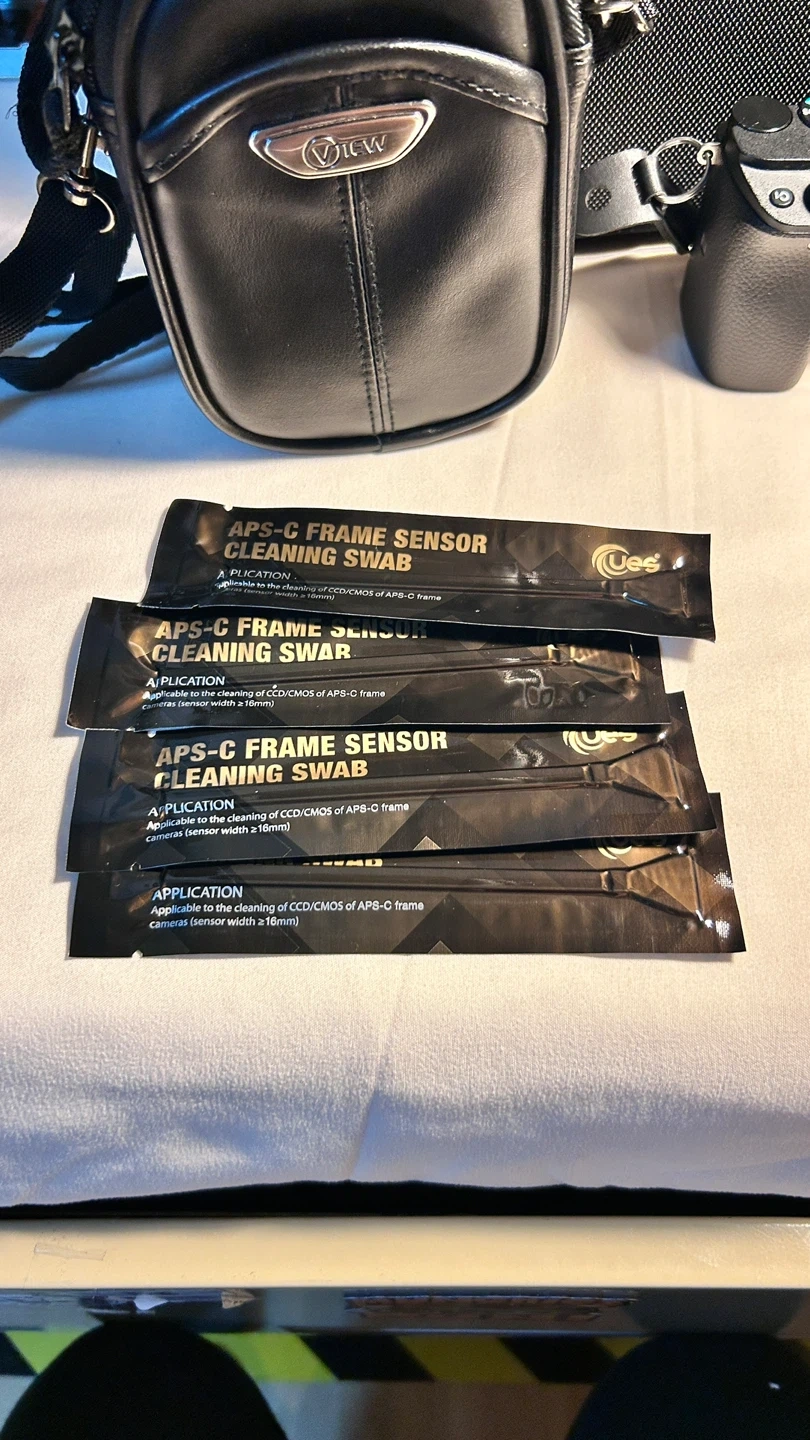 VIEW
APS-C FRAME SENSOR
CLEANING SWAB
ues
APPLICATION
Applicable to the cleaning of CCD/CMOS of APS-C frame
cameras (sensor width ≥16mm)
APS-C FRAME SENSOR
CLEANING SWAB
APPLICATION
Applicable to the cleaning of CCD/CMOS of APS-C frame
cameras (sensor width ≥16mm)
APS-C FRAME SENSOR
CLEANING SWAB
ues
APPLICATION
Applicable to the cleaning of CCD/CMOS of APS-C frame
cameras (sensor width ≥16mm)
SWAB
APPLICATION
Applicable to the cleaning of CCD/CMOS of APS-C frame
cameras (sensor width ≥16mm)